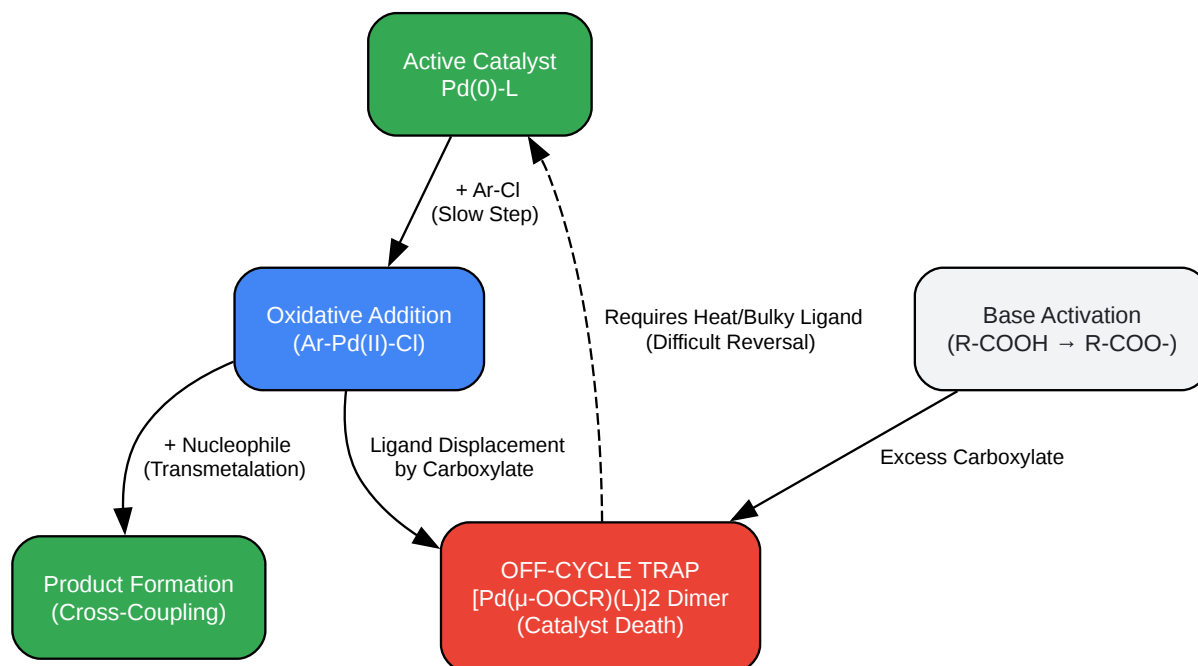 Active Catalyst
Pd(0)-L
+ Ar-Cl
(Slow Step)
Oxidative Addition
(Ar-Pd(II)-Cl)
Requires Heat/Bulky Ligand
(Difficult Reversal)
Base Activation
(R-COOH → R-COO-)
+ Nucleophile
(Transmetalation)
Ligand Displacement
by Carboxylate
Excess Carboxylate
Product Formation
(Cross-Coupling)
OFF-CYCLE TRAP
[Pd(μ-OOCR)(L)]2 Dimer
(Catalyst Death)